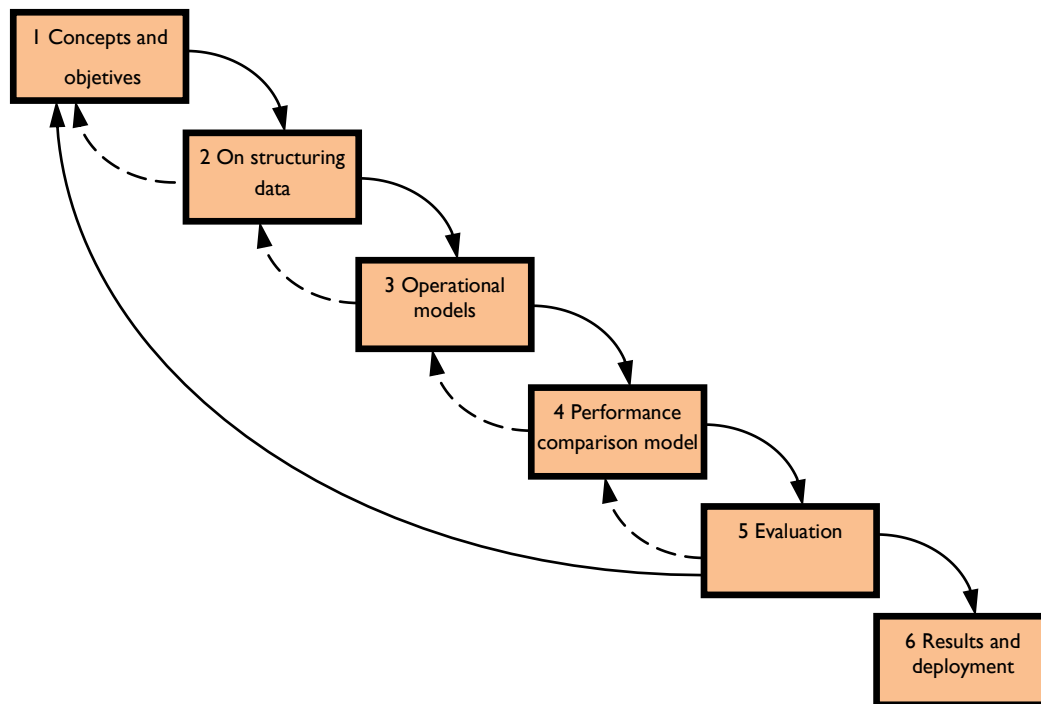 1 Concepts and
objetives
2 On structuring
data
3 Operational
models
4 Performance
comparison model
5 Evaluation
6 Results and
deployment